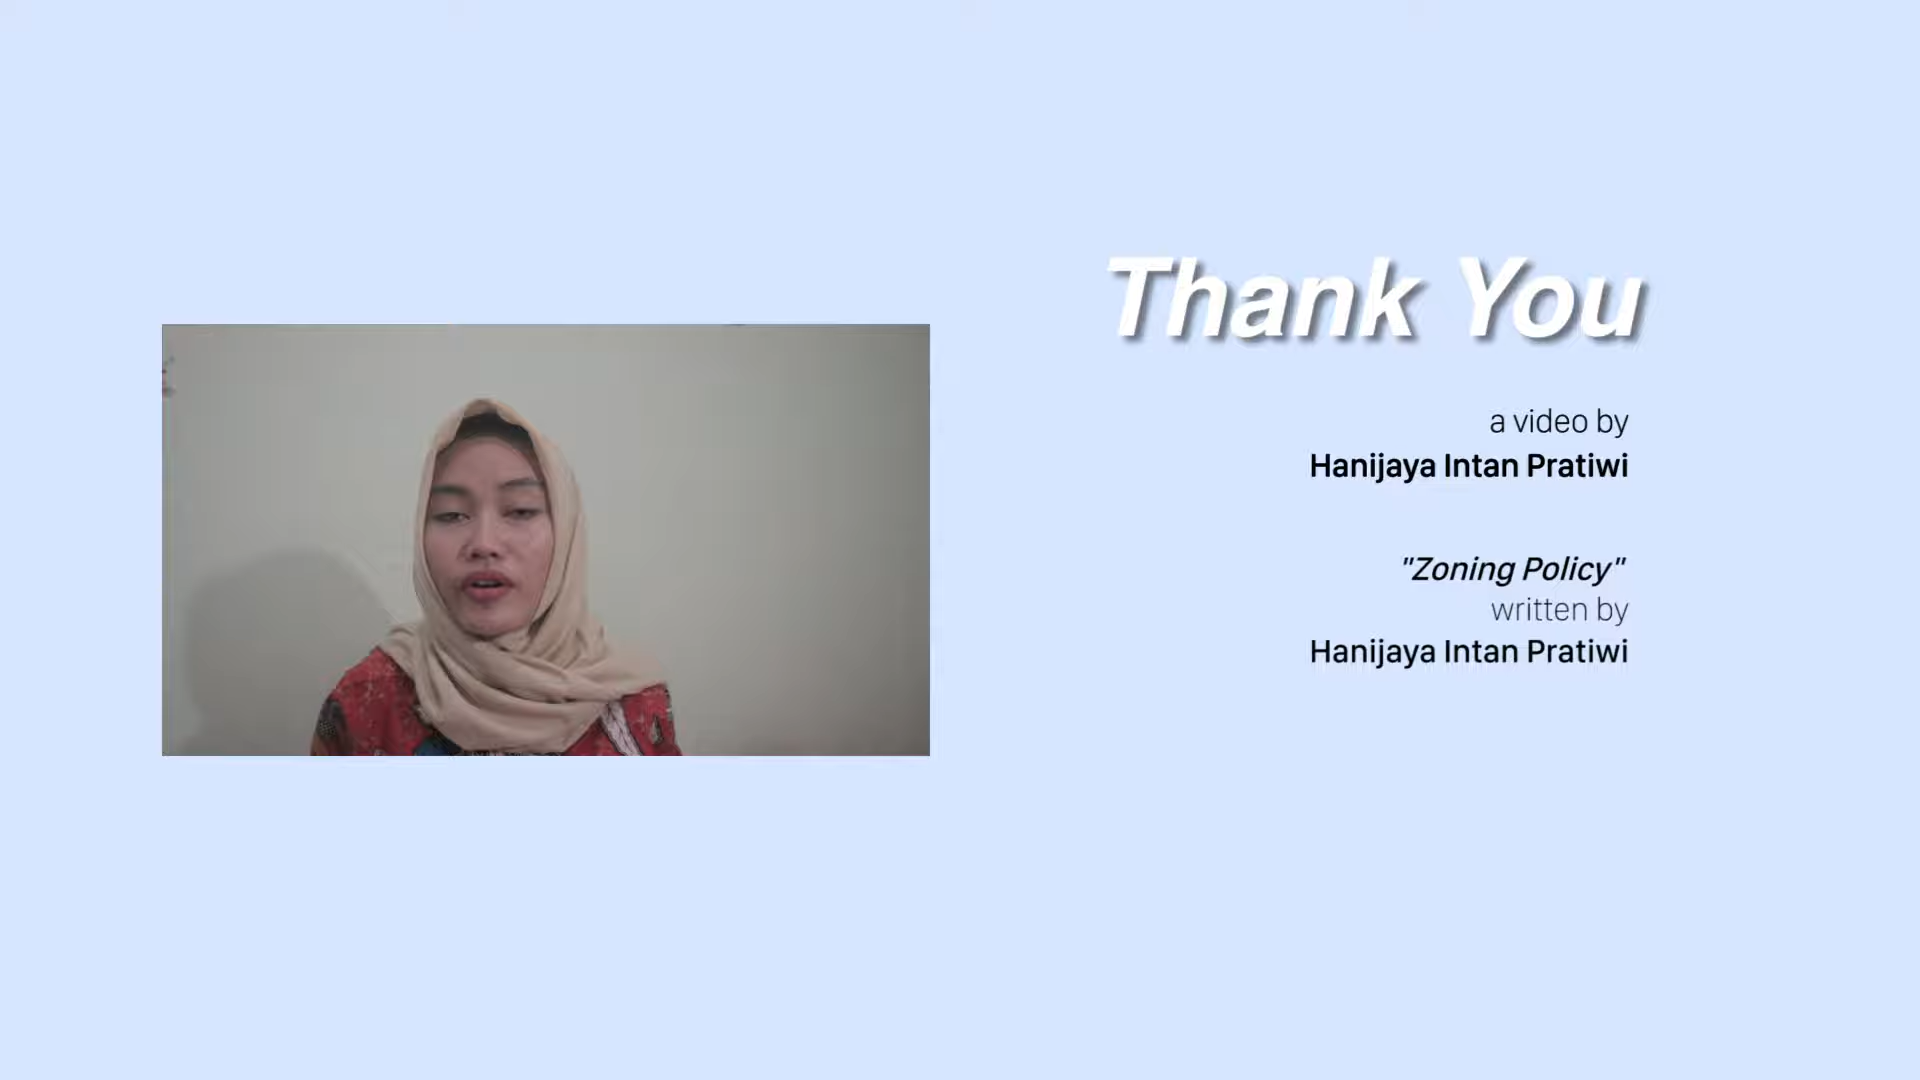 Thank You
a video by
Hanijaya Intan Pratiwi
"Zoning Policy"
written by
Hanijaya Intan Pratiwi